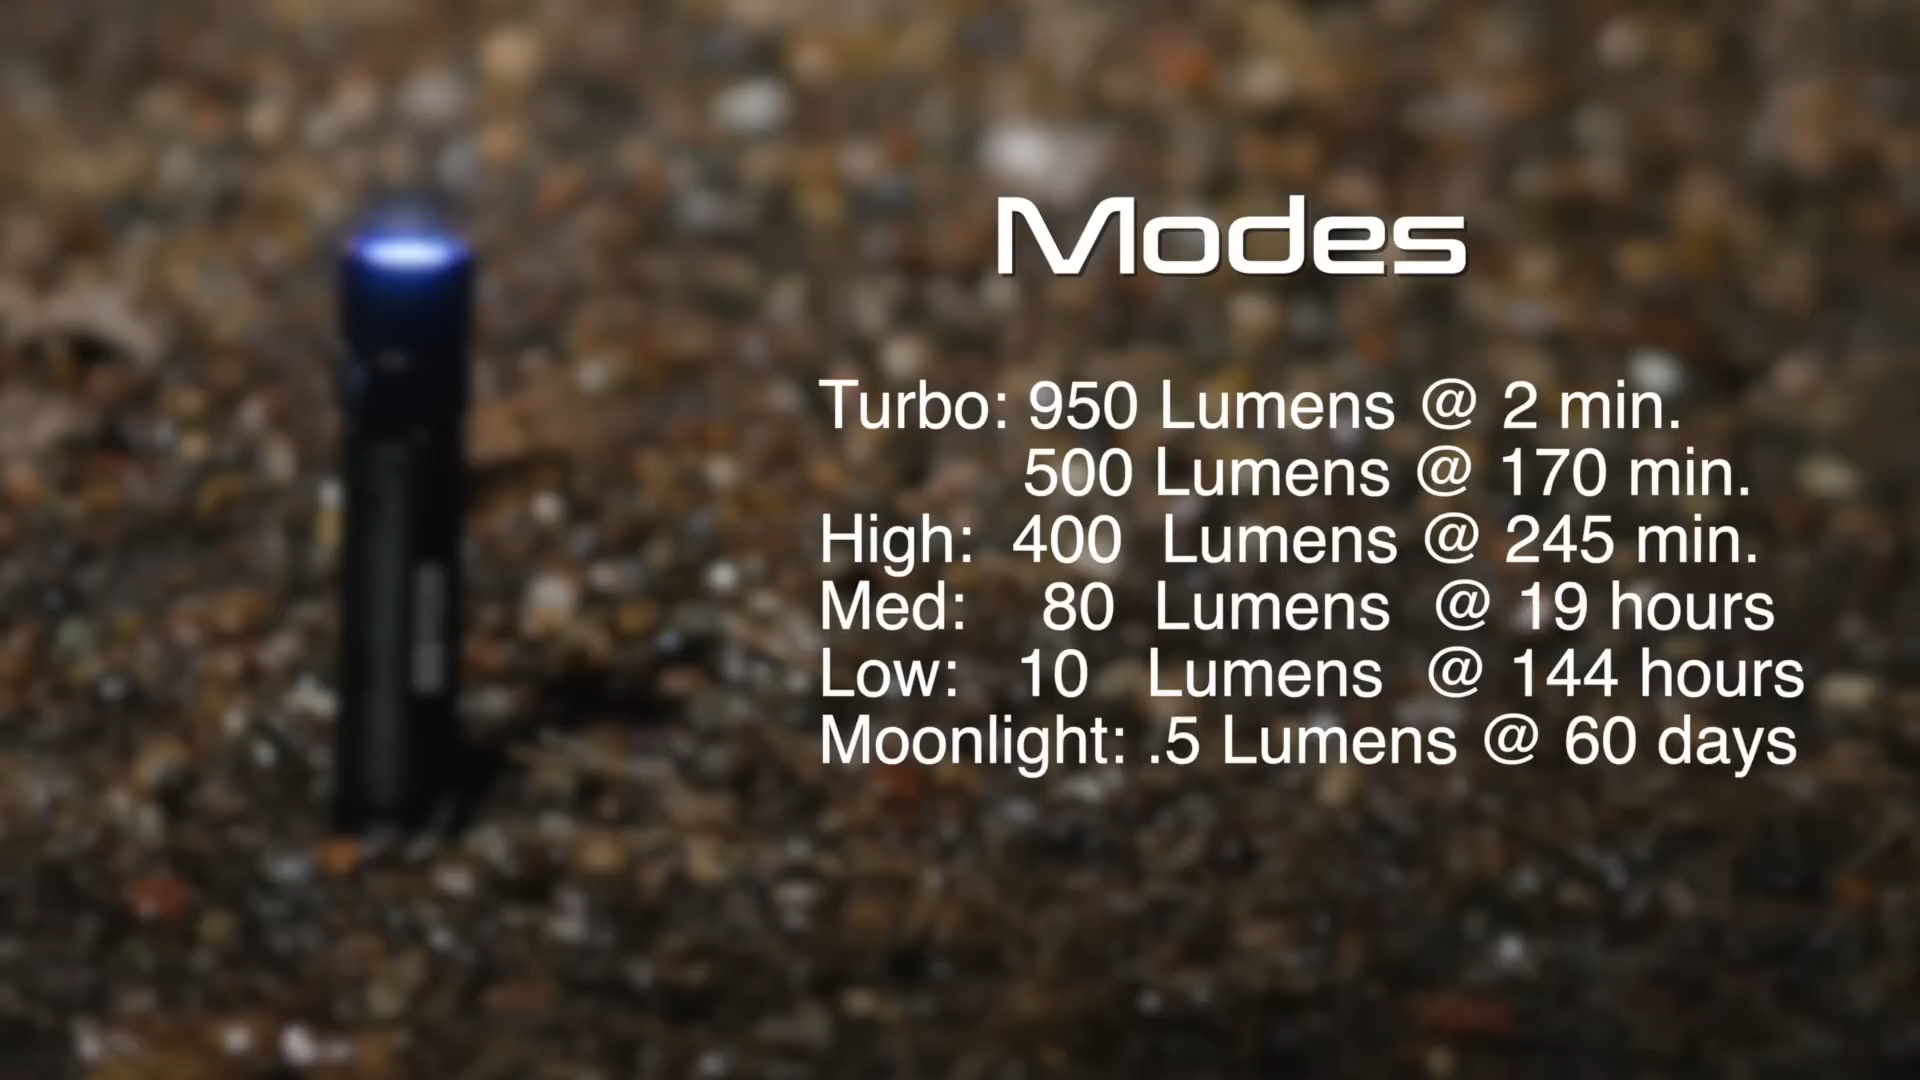 Modes
Turbo: 950 Lumens @ 2 min.
500 Lumens @ 170 min.
High: 400 Lumens @ 245 min.
Med: 80 Lumens @ 19 hours
Low: 10 Lumens @ 144 hours
Moonlight: .5 Lumens @ 60 days